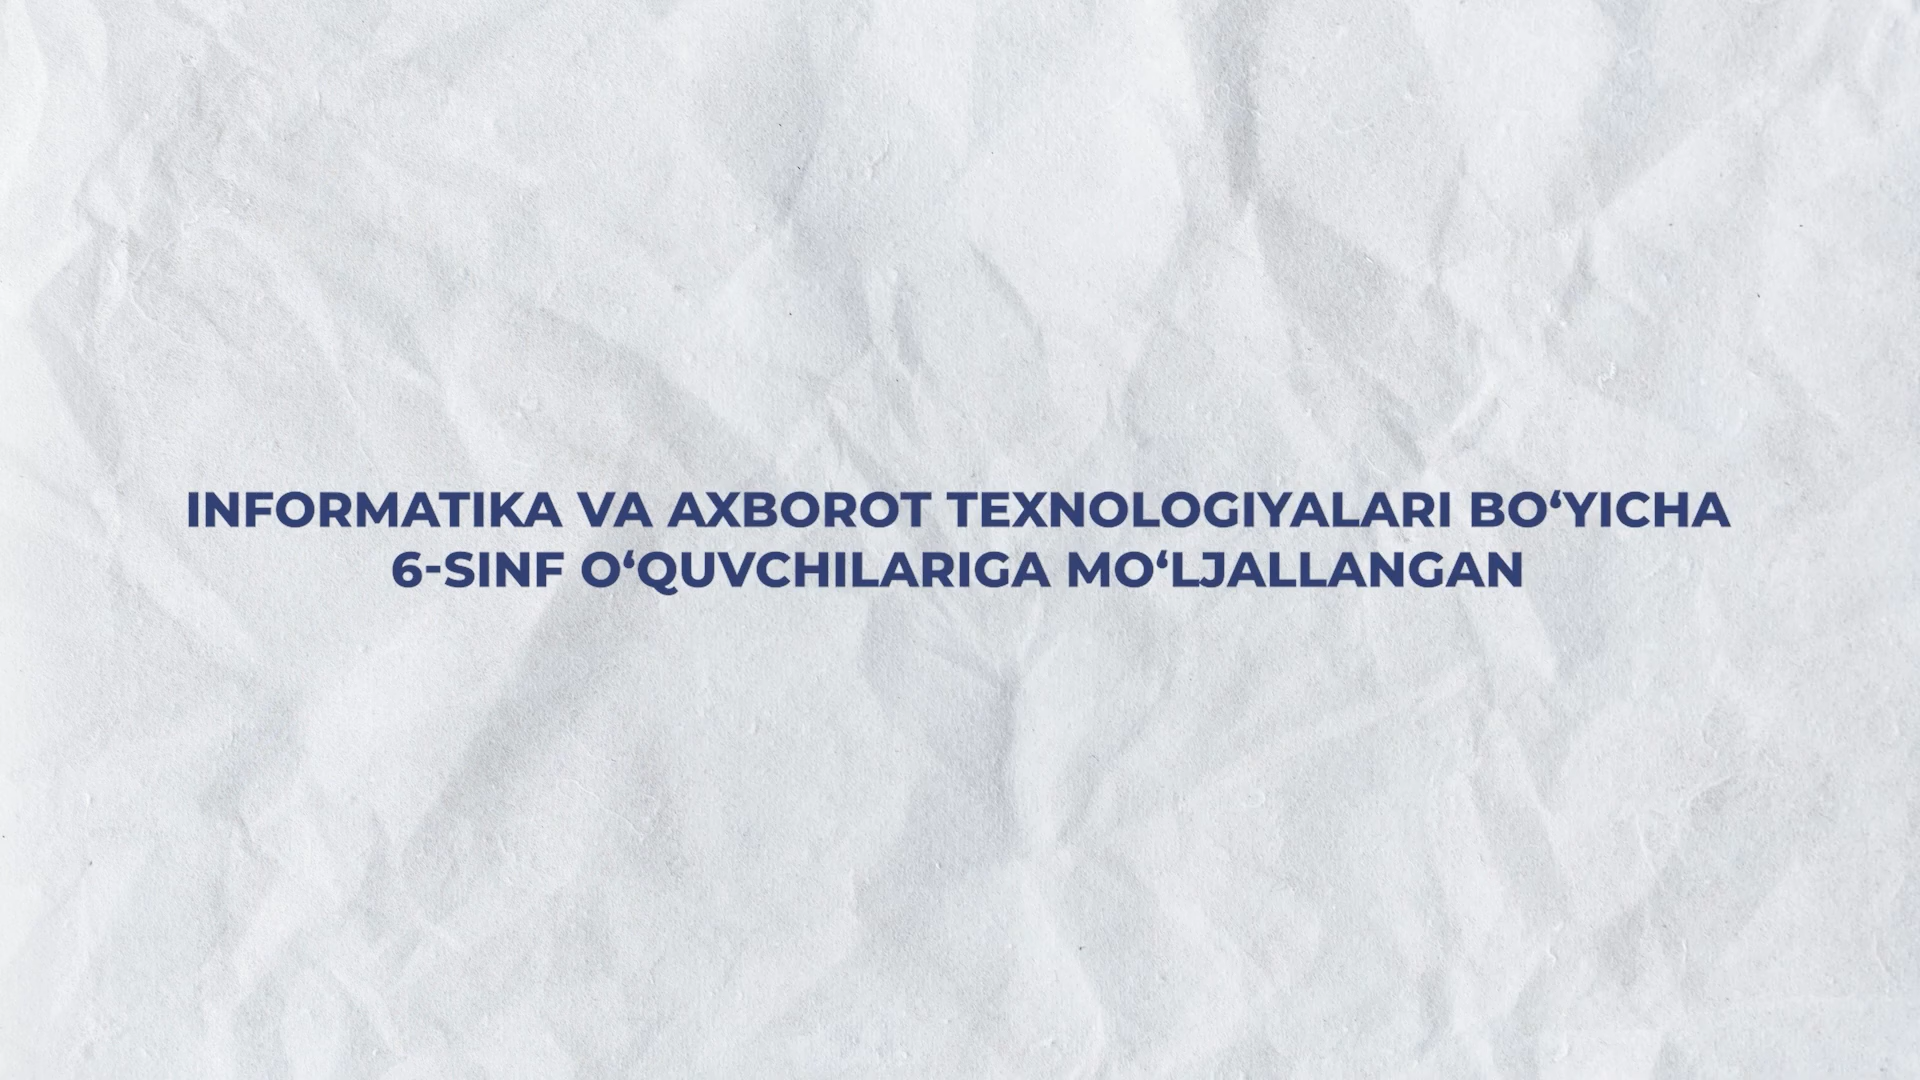 INFORMATIKA VA AXBOROT TEXNOLOGIYALARI BO‘YICHA
6-SINF O‘QUVCHILARIGA MO‘LJALLANGAN